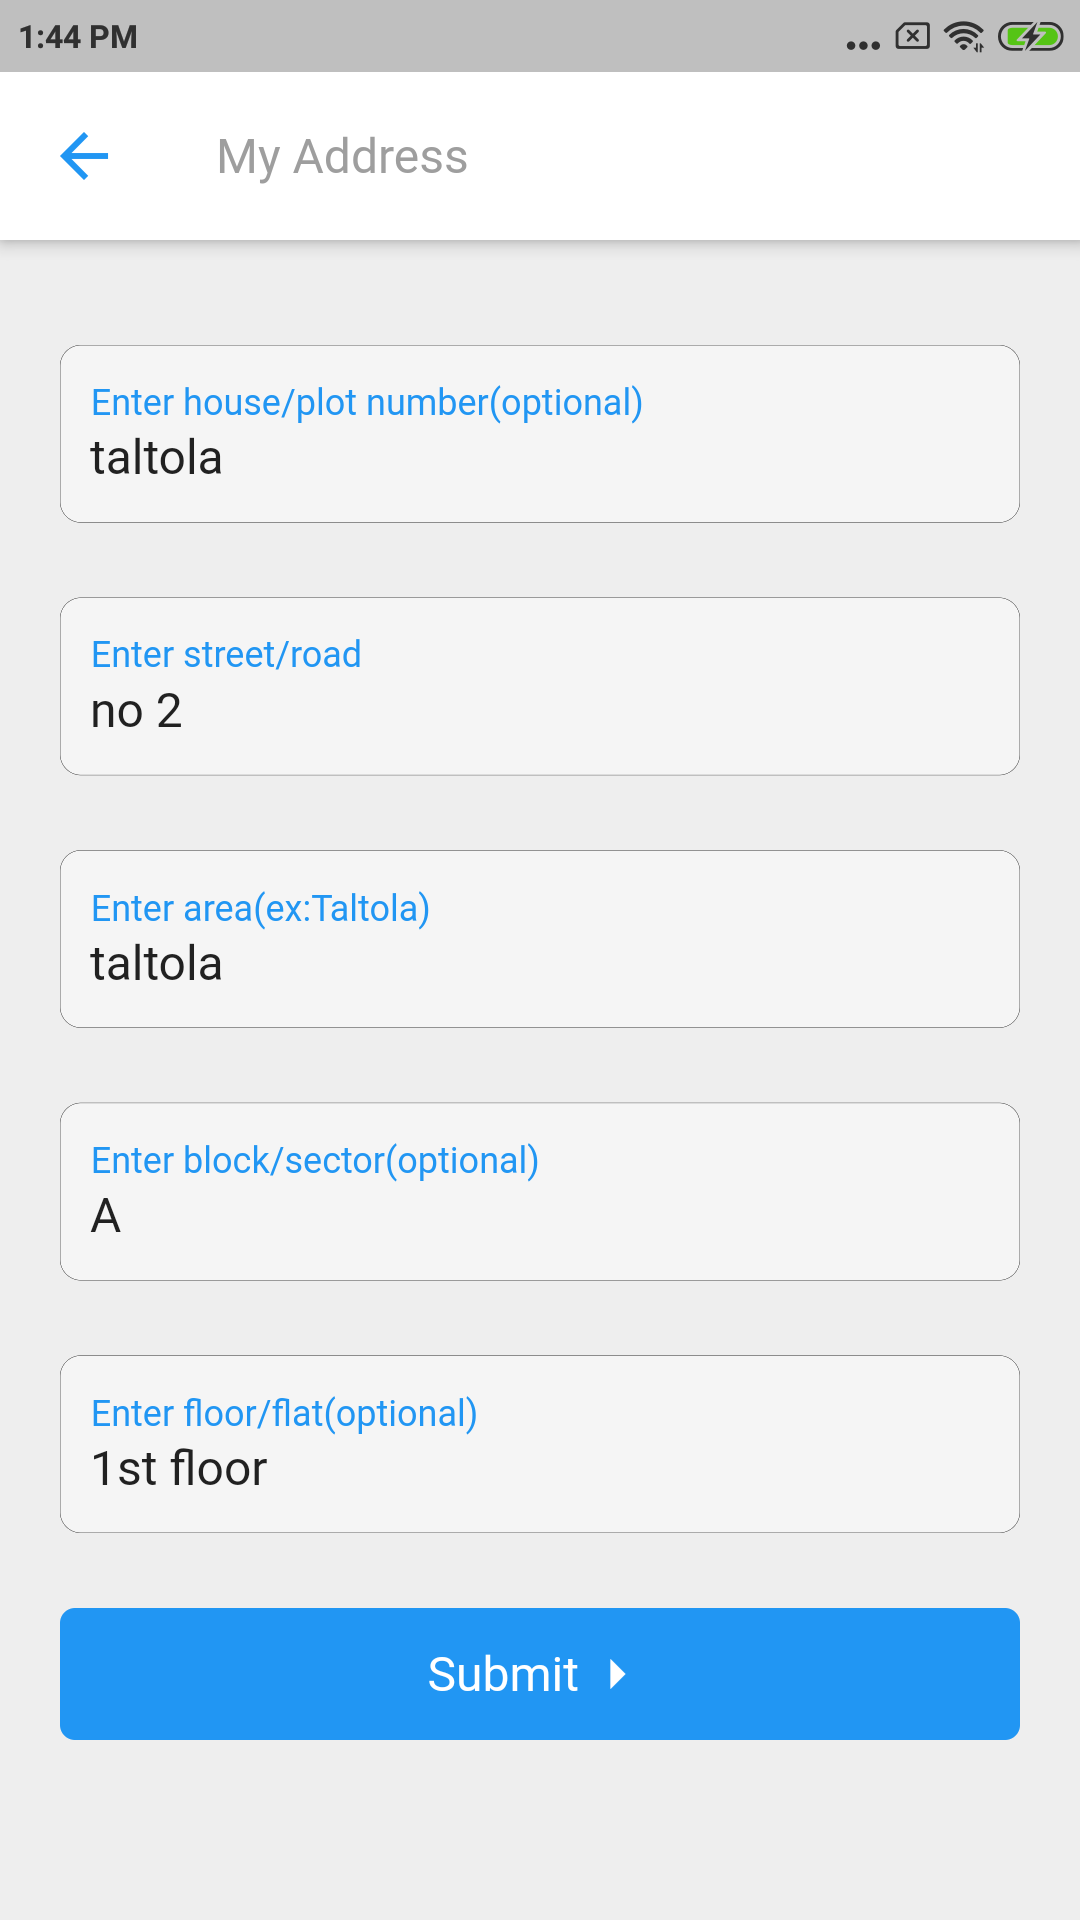 1:44 PM
My Address
Enter house/plot number(optional)
taltola
Enter street/road
no 2
Enter area(ex:Taltola)
taltola
Enter block/sector(optional)
A
Enter floor/flat(optional)
1st floor
Submit